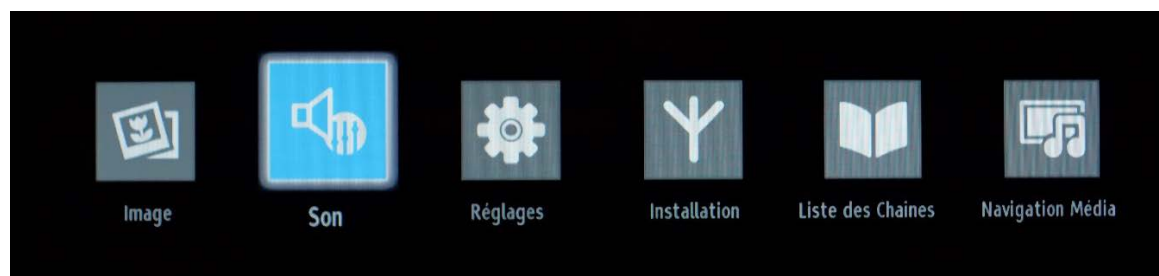 Image
Son
Réglages
Installation
Liste des Chaines
Navigation Média